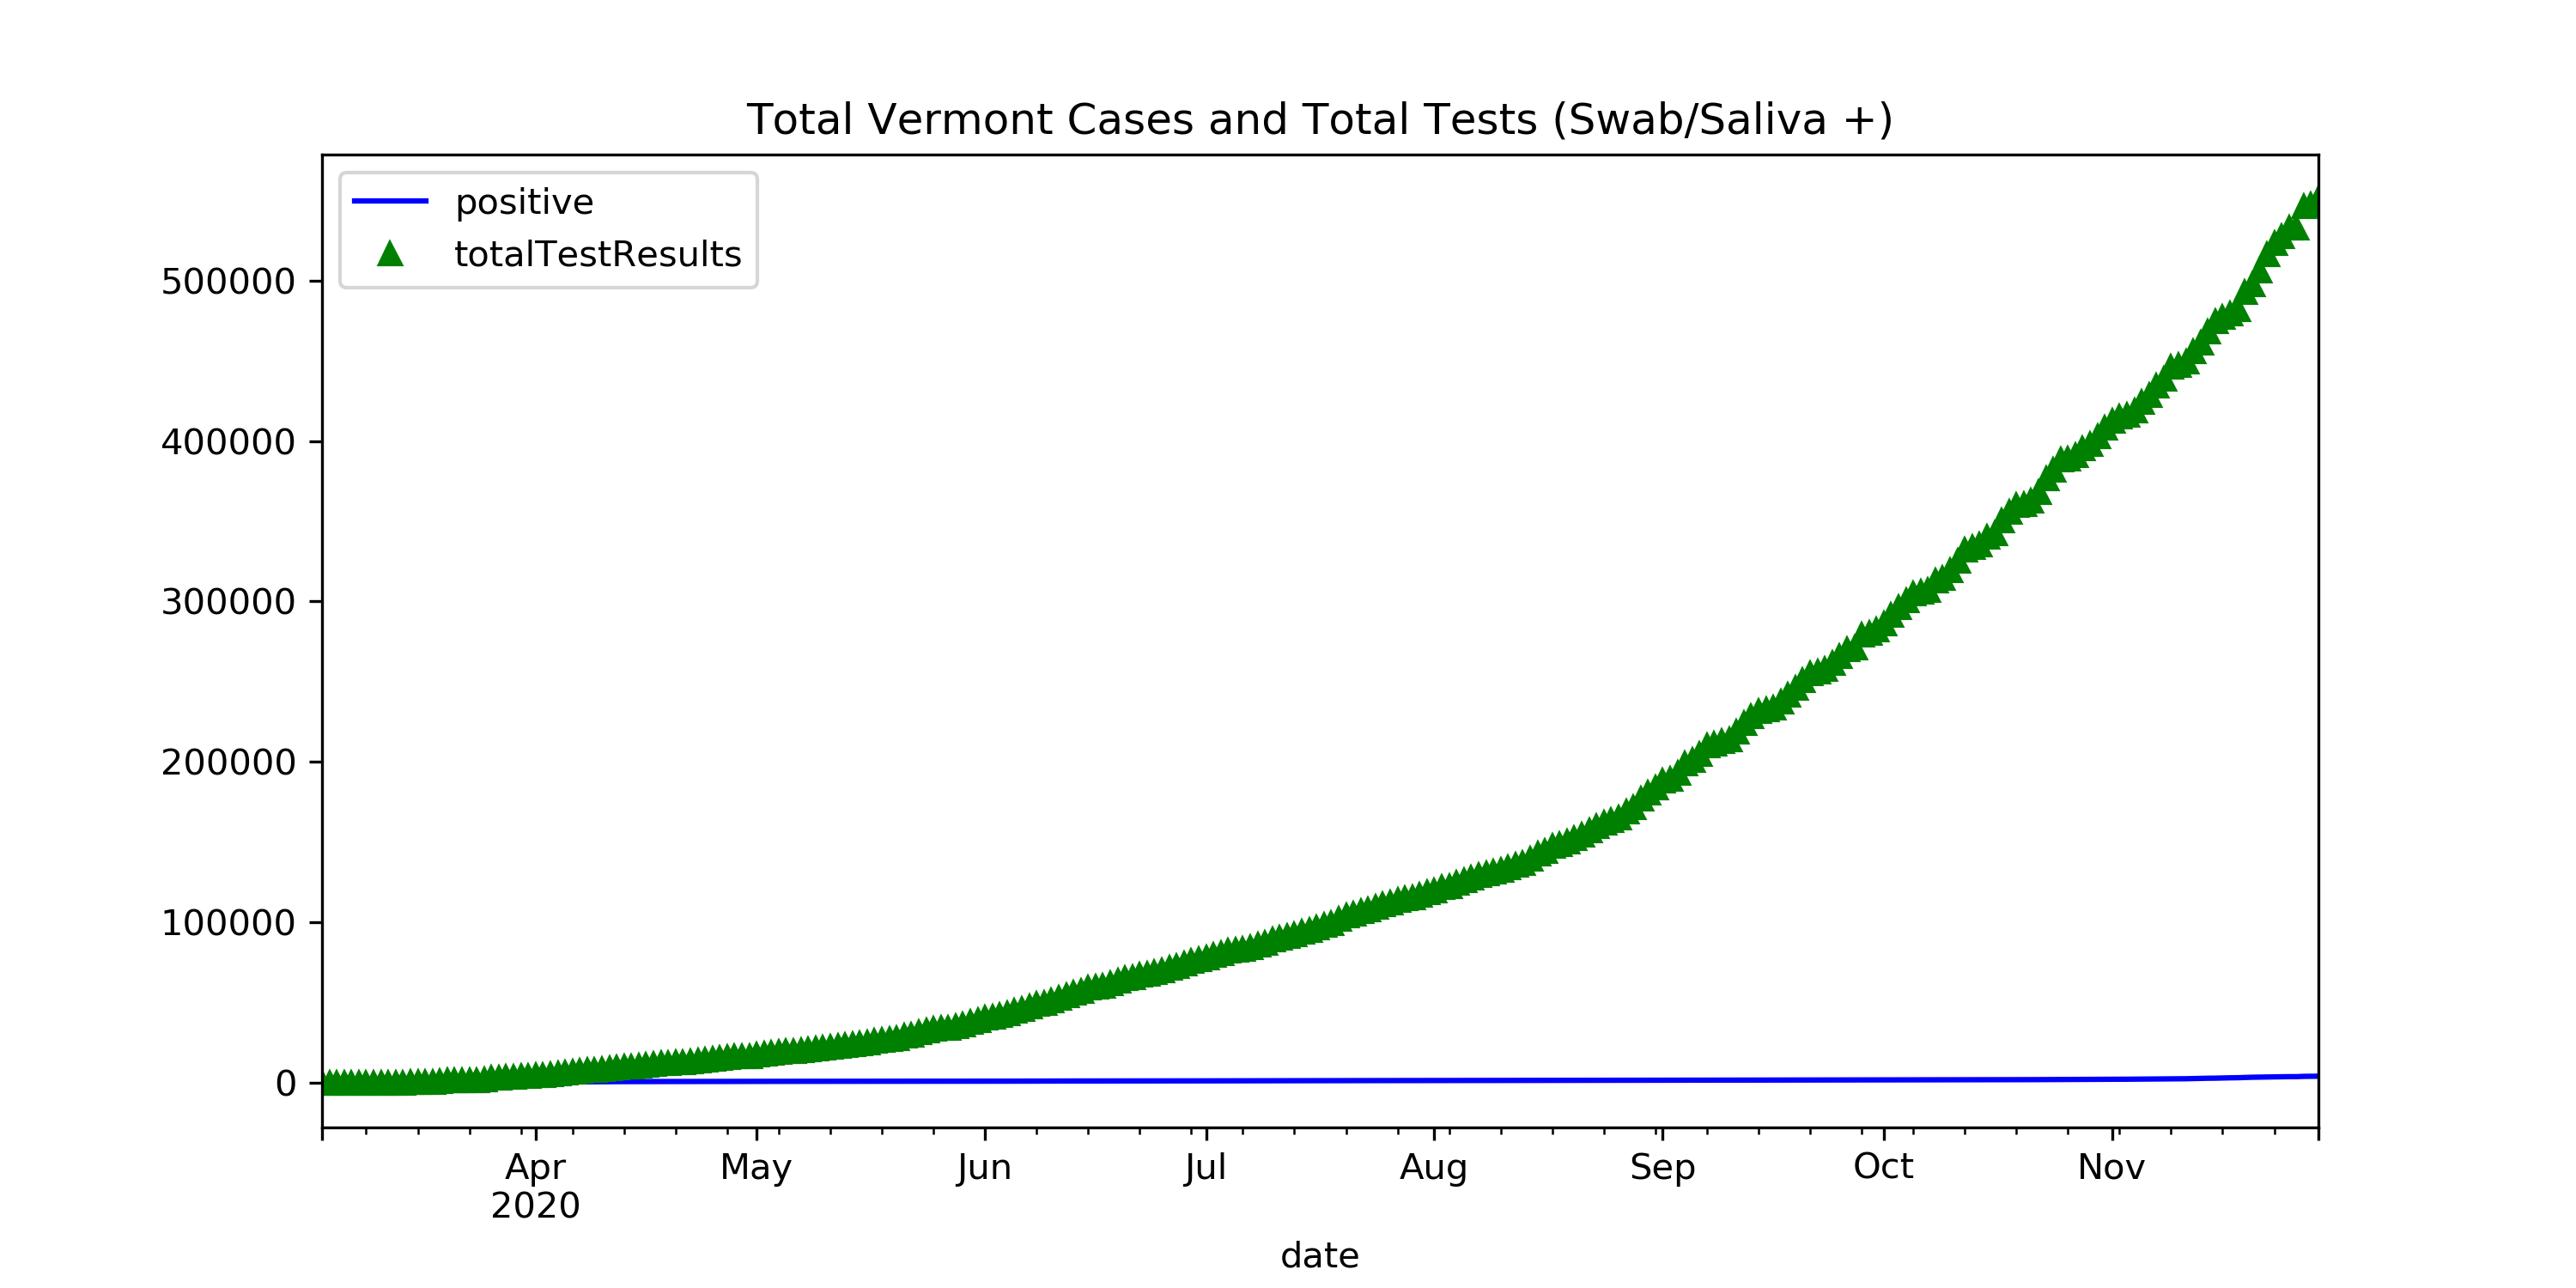 Total Vermont Cases and Total Tests (Swab/Saliva +)
positive
totalTestResults
500000
400000
300000
200000
100000
0
Apr May Jun Jul Aug Sep Oct Nov
2020
date